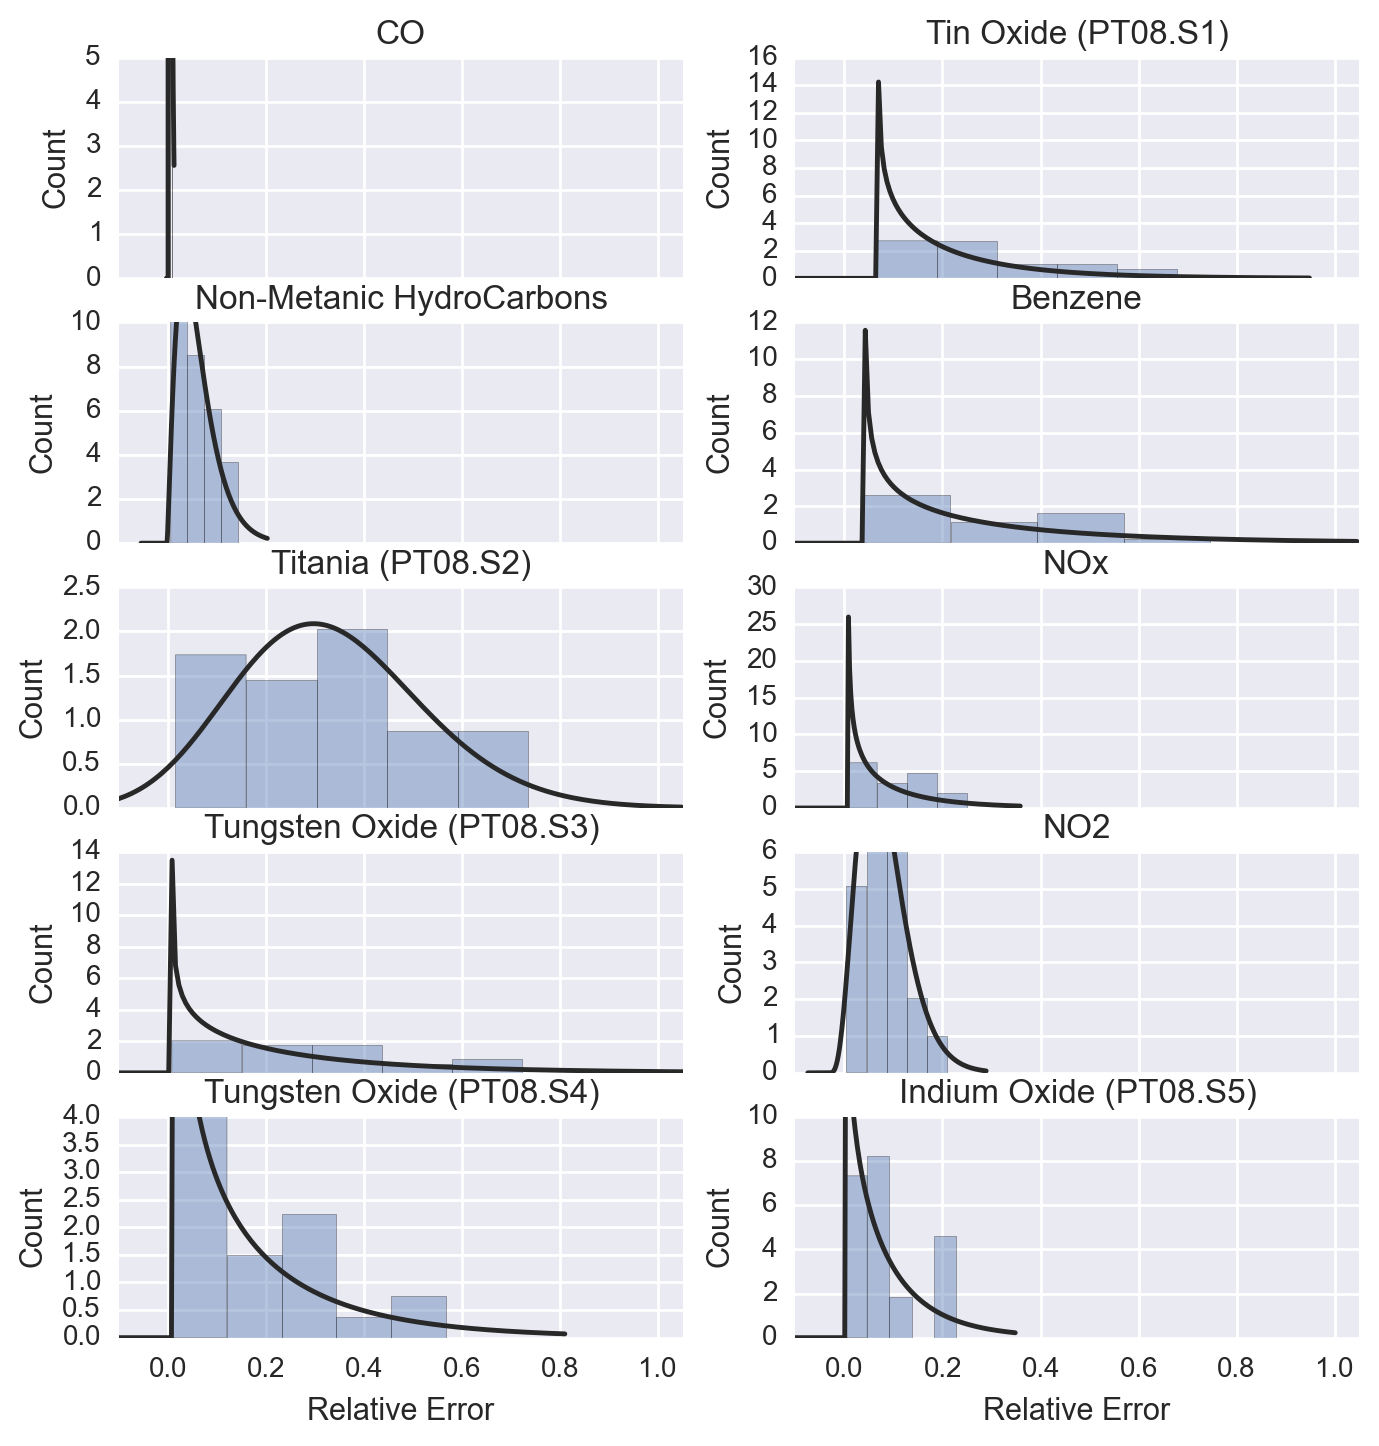 CO
5
4
3
2
1
0
Count
Tin Oxide (PT08.S1)
16
14
12
10
8
6
4
2
0
Count
Non-Metanic HydroCarbons
10
8
6
4
2
0
Count
Benzene
12
10
8
6
4
2
0
Count
Titania (PT08.S2)
2.5
2.0
1.5
1.0
0.5
0.0
Count
NOx
30
25
20
15
10
5
0
Count
Tungsten Oxide (PT08.S3)
14
12
10
8
6
4
2
0
Count
NO2
6
5
4
3
2
1
0
Count
Tungsten Oxide (PT08.S4)
4.0
3.5
3.0
2.5
2.0
1.5
1.0
0.5
0.0
Count
0.0 0.2 0.4 0.6 0.8 1.0
Relative Error
Indium Oxide (PT08.S5)
10
8
6
4
2
0
Count
0.0 0.2 0.4 0.6 0.8 1.0
Relative Error